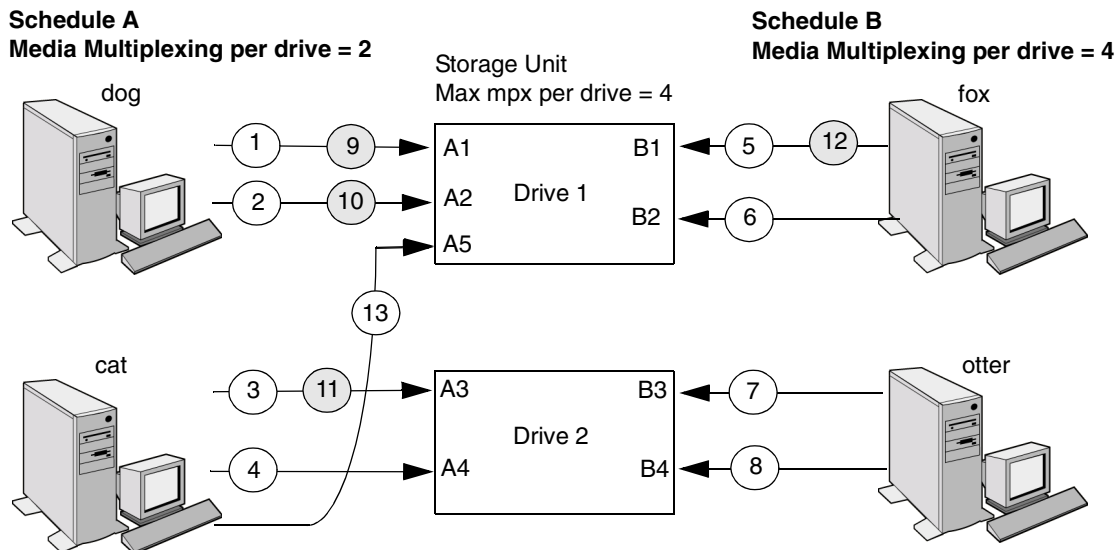 Schedule A
Media Multiplexing per drive = 2
Schedule B
Media Multiplexing per drive = 4
Storage Unit
Max mpx per drive = 4
dog
fox
1
9
A1
B1
5
12
2
10
A2
Drive 1
B2
6
A5
13
cat
otter
3
11
A3
B3
7
Drive 2
4
A4
B4
8